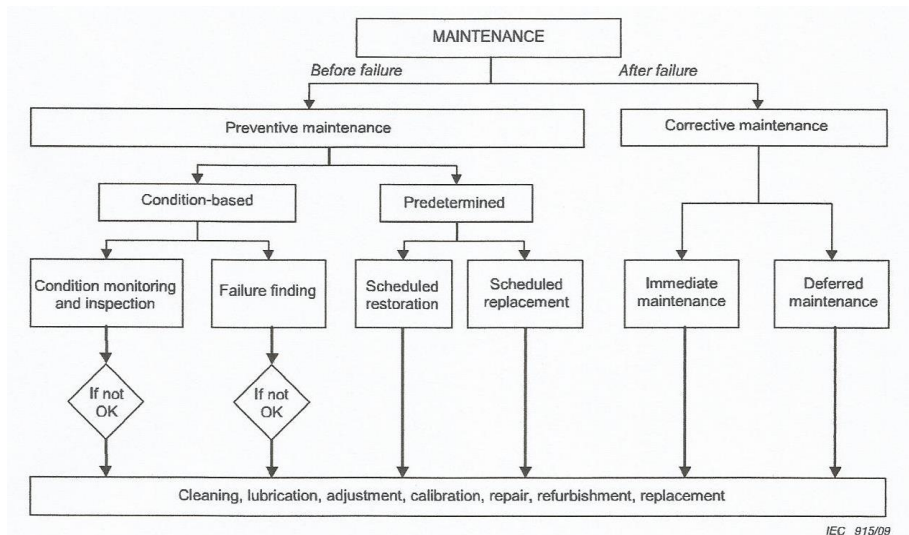 MAINTENANCE
Before failure
After failure
Preventive maintenance
Corrective maintenance
Condition-based
Predetermined
Condition monitoring
and inspection
Failure finding
Scheduled
restoration
Scheduled
replacement
Immediate
maintenance
Deferred
maintenance
If not
OK
If not
OK
Cleaning, lubrication, adjustment, calibration, repair, refurbishment, replacement
IEC 915/09